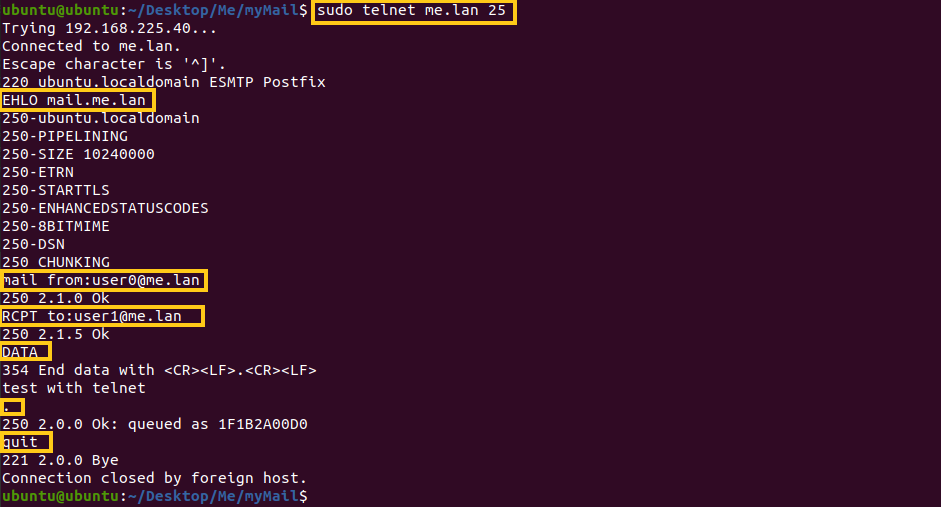 ubuntu@ubuntu:~/Desktop/Me/myMail$ sudo telnet me.lan 25
Trying 192.168.225.40...
Connected to me.lan.
Escape character is '^]'.
220 ubuntu.localdomain ESMTP Postfix
EHLO mail.me.lan
250-ubuntu.localdomain
250-PIPELINING
250-SIZE 10240000
250-ETRN
250-STARTTLS
250-ENHANCEDSTATUSCODES
250-8BITMIME
250-DSN
250 CHUNKING
mail from:user0@me.lan
250 2.1.0 Ok
RCPT to:user1@me.lan
250 2.1.5 Ok
DATA
354 End data with <CR><LF>.<CR><LF>
test with telnet
.
250 2.0.0 Ok: queued as 1F1B2A00D0
quit
221 2.0.0 Bye
Connection closed by foreign host.
ubuntu@ubuntu:~/Desktop/Me/myMail$